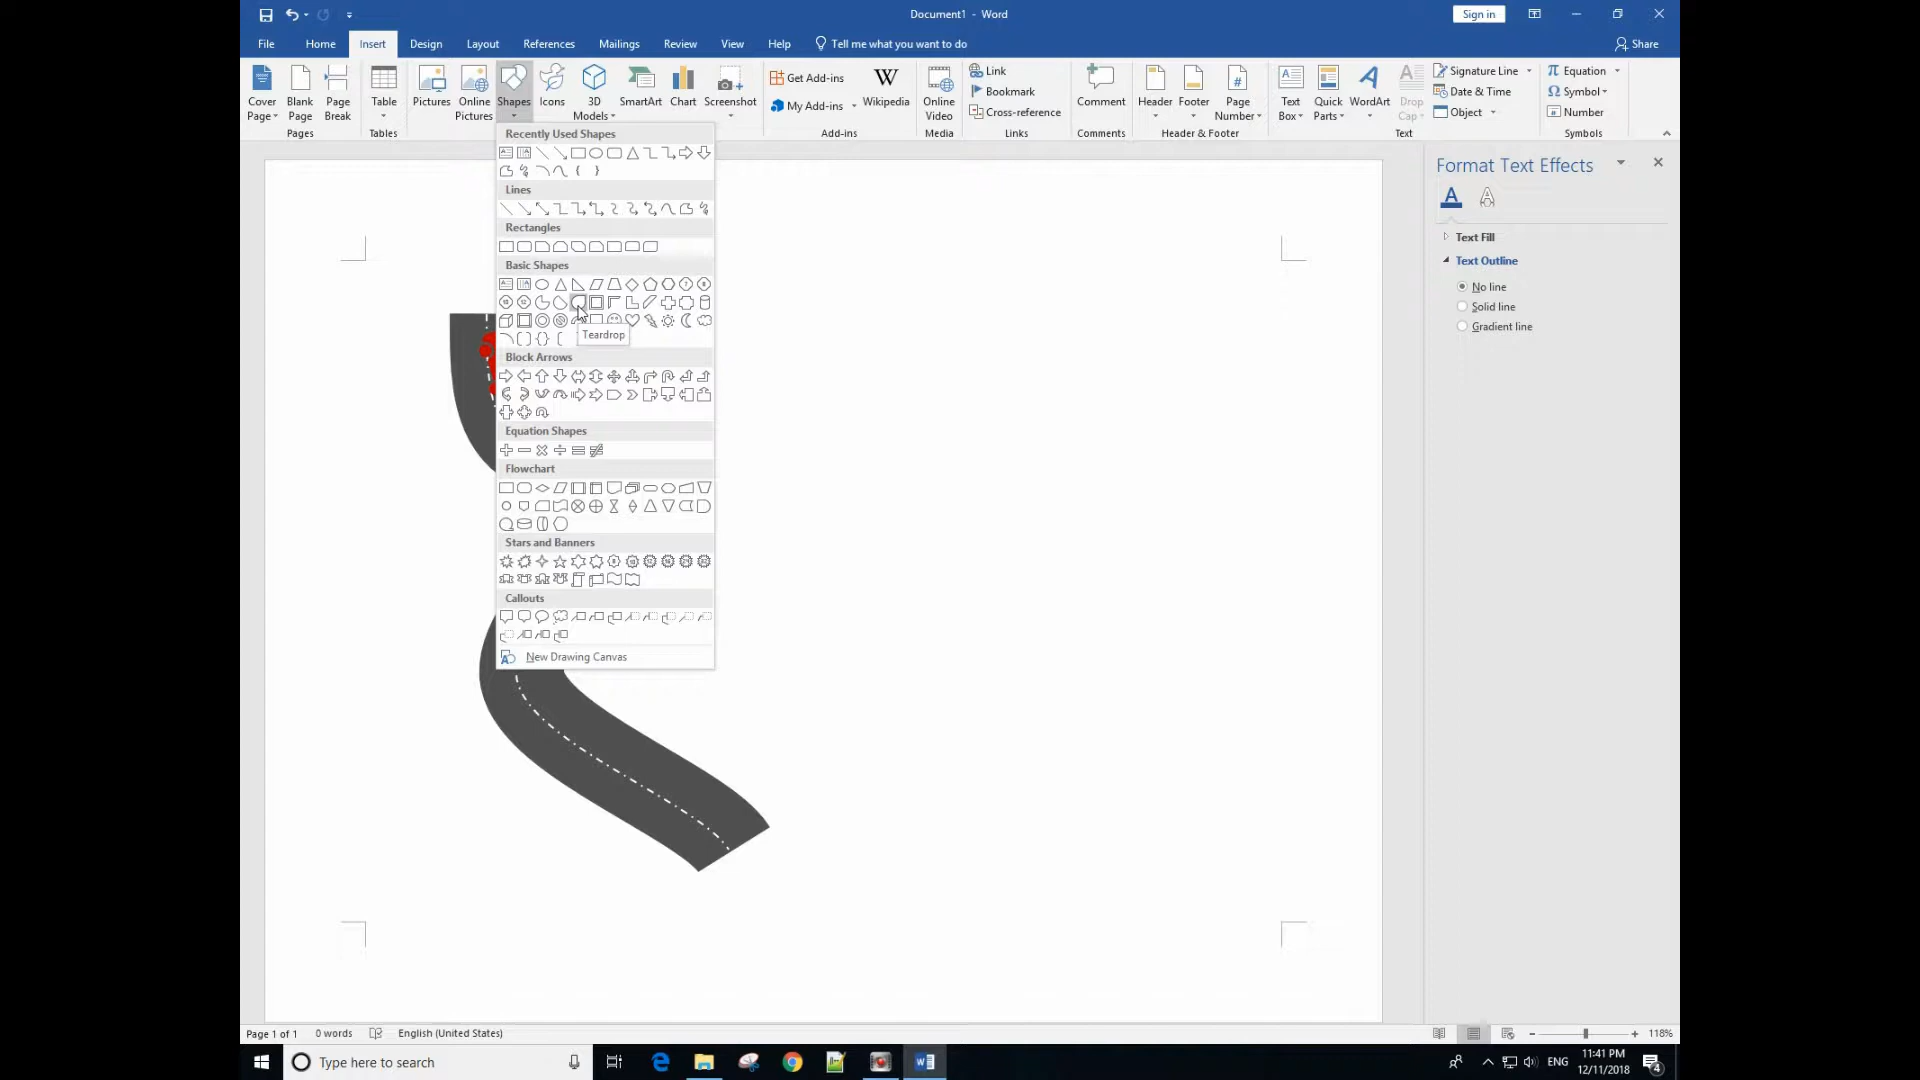 Document1 - Word
Sign in
File Home Insert Design Layout References Mailings Review View Help Tell me what you want to do Share
Cover Page
Blank Page
Page Break
Pages
Table
Tables
Pictures
Online Pictures
Shapes
Icons
3D Models
SmartArt
Chart
Screenshot
Get Add-ins
My Add-ins
Wikipedia
Add-ins
Online Video
Media
Link
Bookmark
Cross-reference
Links
Comment
Comments
Header
Footer
Page Number
Header & Footer
Text Box
Quick Parts
WordArt
Drop Cap
Signature Line
Date & Time
Object
Text
Equation
Symbol
Number
Symbols
Recently Used Shapes
Lines
Rectangles
Basic Shapes
Teardrop
Block Arrows
Equation Shapes
Flowchart
Stars and Banners
Callouts
New Drawing Canvas
Format Text Effects
Text Fill
Text Outline
No line
Solid line
Gradient line
Page 1 of 1 0 words English (United States) 118%
Type here to search
ENG
11:41 PM
12/11/2018
4